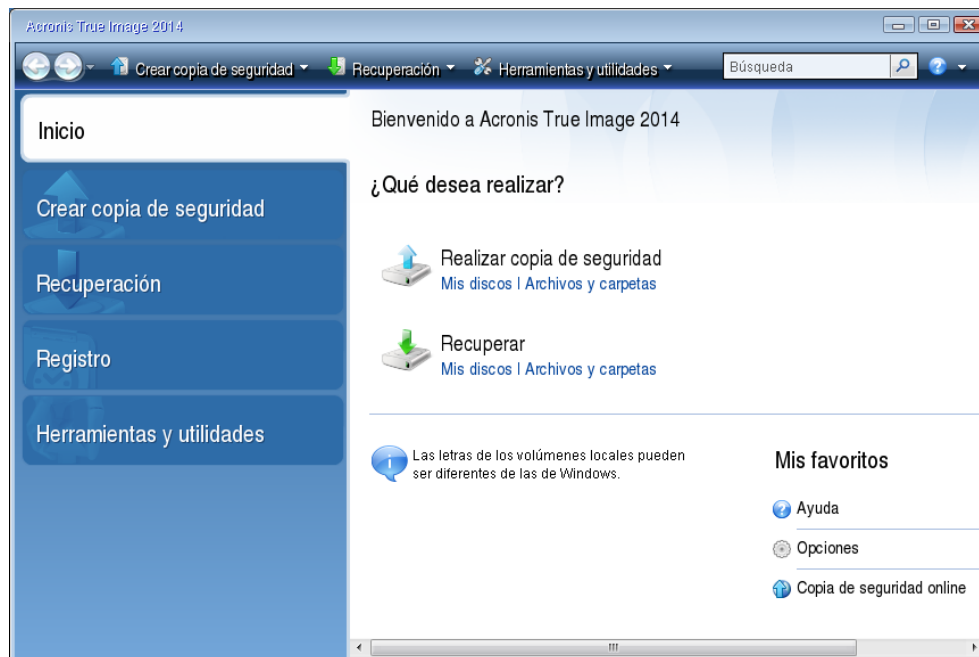 Acronis True Image 2014
Crear copia de seguridad Recuperación Herramientas y utilidades Búsqueda
Inicio
Crear copia de seguridad
Recuperación
Registro
Herramientas y utilidades
Bienvenido a Acronis True Image 2014
¿Qué desea realizar?
Realizar copia de seguridad
Mis discos | Archivos y carpetas
Recuperar
Mis discos | Archivos y carpetas
Las letras de los volúmenes locales pueden
ser diferentes de las de Windows.
Mis favoritos
Ayuda
Opciones
Copia de seguridad online